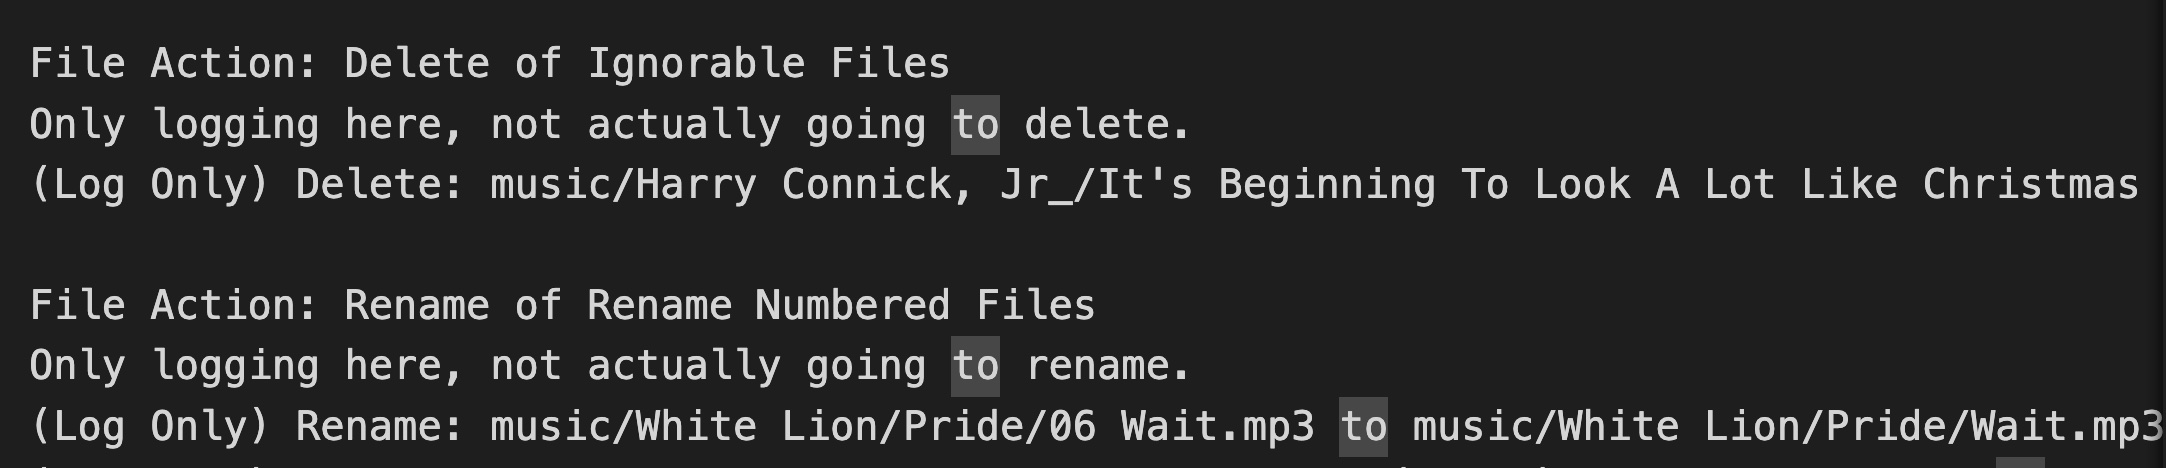 File Action: Delete of Ignorable Files
Only logging here, not actually going to delete.
(Log Only) Delete: music/Harry Connick, Jr_/It's Beginning To Look A Lot Like Christmas
File Action: Rename of Rename Numbered Files
Only logging here, not actually going to rename.
(Log Only) Rename: music/White Lion/Pride/06 Wait.mp3 to music/White Lion/Pride/Wait.mp3